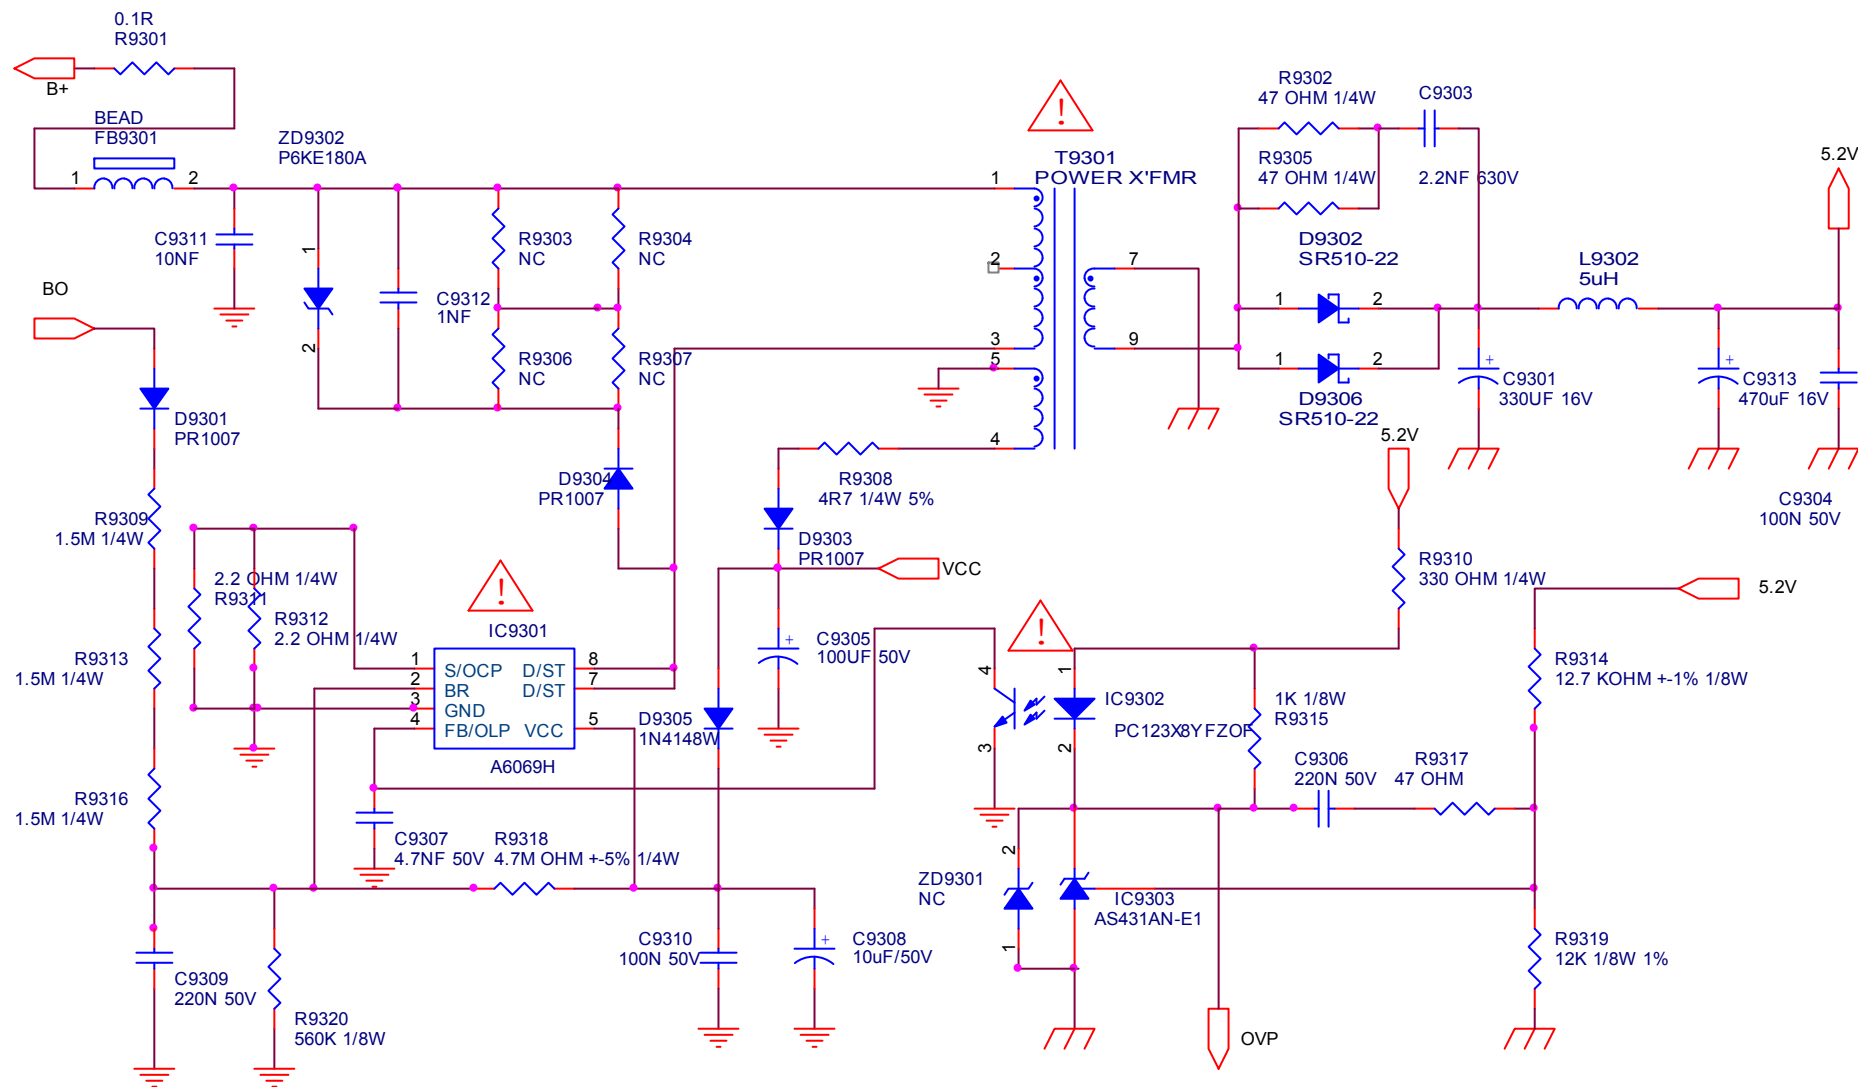 0.1R
R9301
B+
BEAD
FB9301
1
2
ZD9302
P6KE180A
C9311
10NF
1
2
C9312
1NF
R9303
NC
R9304
NC
R9306
NC
R9307
NC
BO
D9301
PR1007
R9309
1.5M 1/4W
R9313
1.5M 1/4W
R9316
1.5M 1/4W
D9304
PR1007
T9301
POWER X'FMR
1
2
3
5
4
7
9
R9302
47 OHM 1/4W
C9303
R9305
47 OHM 1/4W
2.2NF 630V
D9302
SR510-22
1
2
1
2
D9306
SR510-22
L9302
5uH
5.2V
+
C9301
330UF 16V
+
C9313
470uF 16V
C9304
100N 50V
5.2V
R9310
330 OHM 1/4W
5.2V
R9308
4R7 1/4W 5%
D9303
PR1007
VCC
+
C9305
100UF 50V
2.2 OHM 1/4W
R9311
R9312
2.2 OHM 1/4W
IC9301
1
2
3
4
S/OCP
BR
GND
FB/OLP
D/ST
D/ST
VCC
8
7
5
A6069H
D9305
1N4148W
4
3
1
2
IC9302
PC123X8YFZOF
1K 1/8W
R9315
R9314
12.7 KOHM +-1% 1/8W
C9306
220N 50V
R9317
47 OHM
C9307
4.7NF 50V
R9318
4.7M OHM +-5% 1/4W
2
ZD9301
NC
1
IC9303
AS431AN-E1
R9319
12K 1/8W 1%
C9309
220N 50V
R9320
560K 1/8W
C9310
100N 50V
+
C9308
10uF/50V
OVP